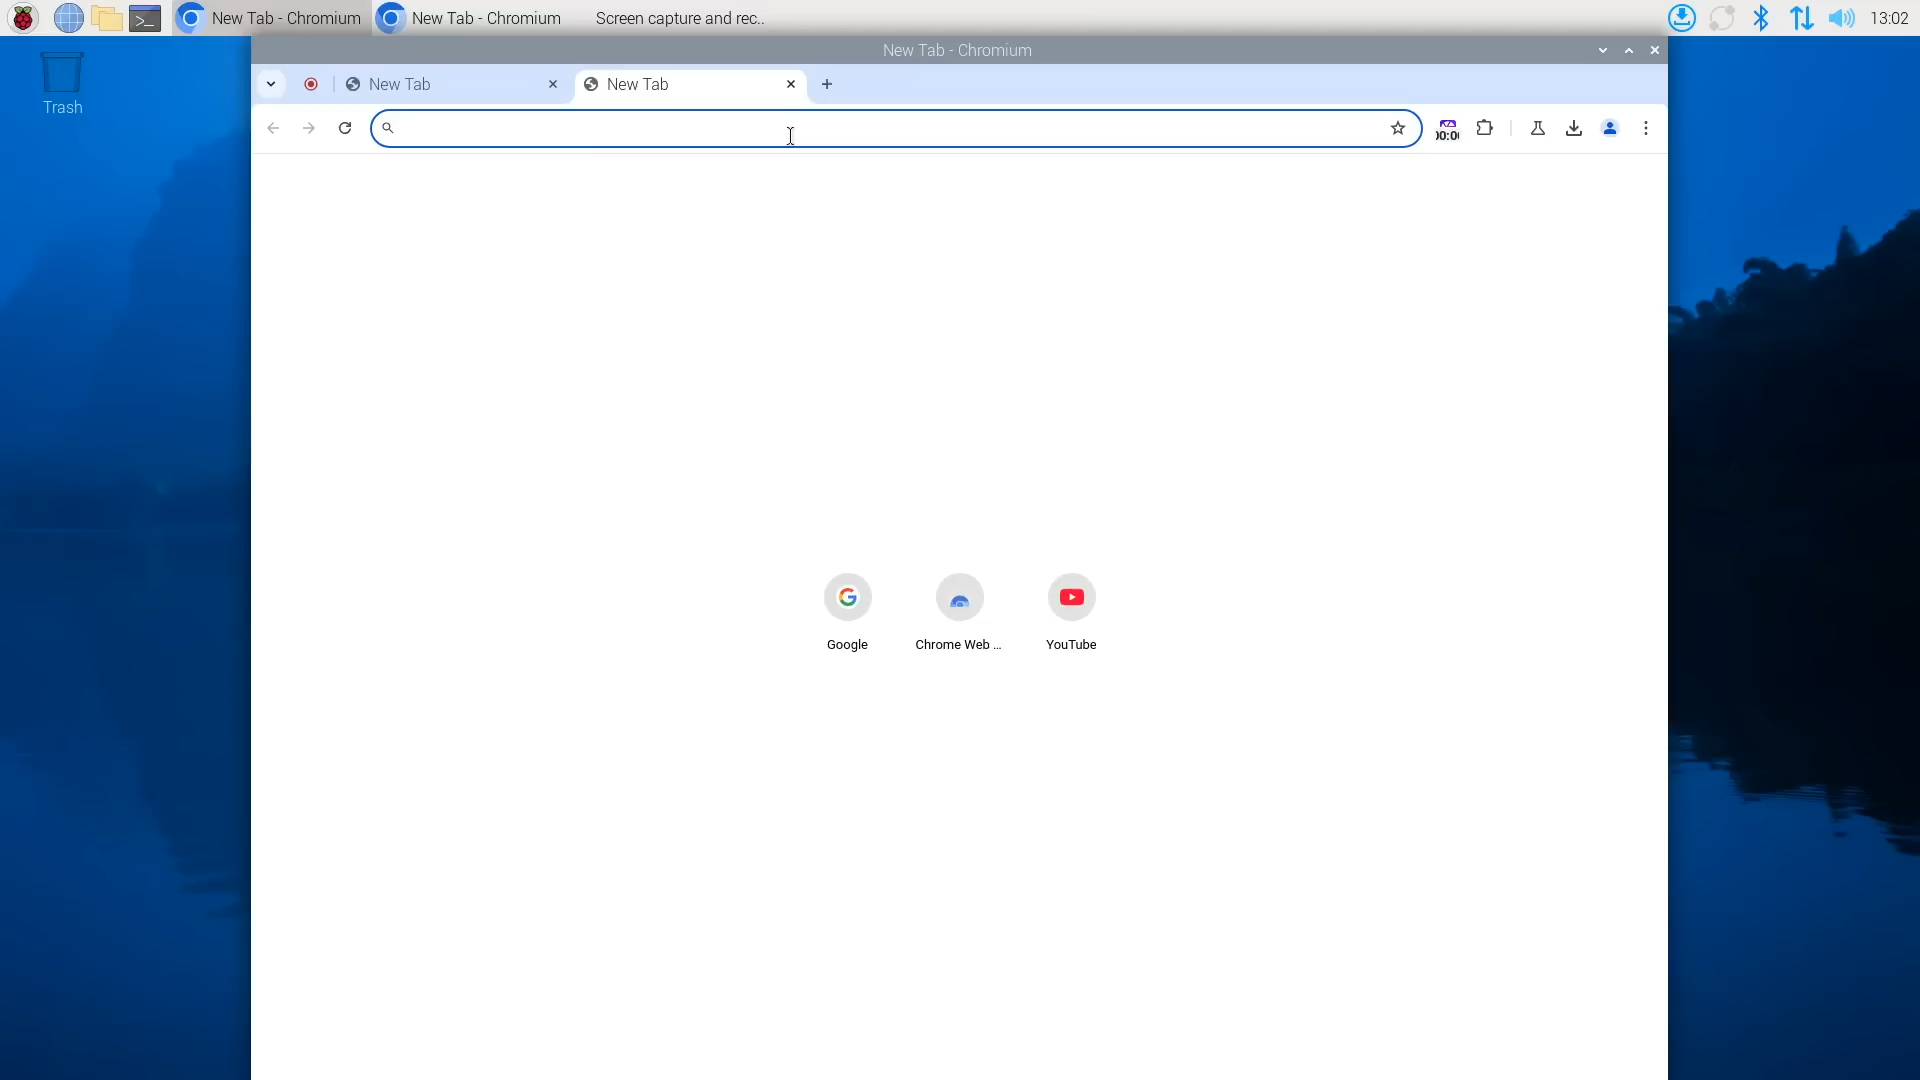 New Tab - Chromium
New Tab - Chromium
Screen capture and rec..
13:02
New Tab - Chromium
Trash
New Tab
New Tab
Google
Chrome Web ...
YouTube